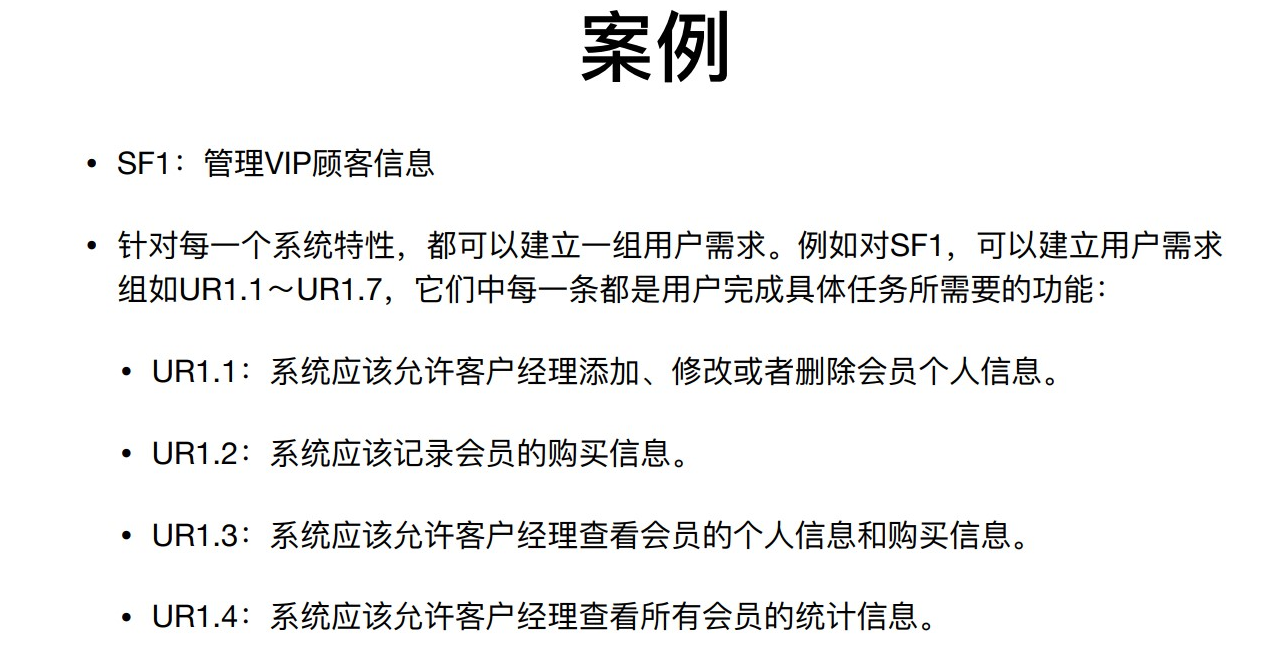 案例
• SF1：管理VIP顾客信息
• 针对每一个系统特性，都可以建立一组用户需求。例如对SF1，可以建立用户需求
组如UR1.1～UR1.7，它们中每一条都是用户完成具体任务所需要的功能：
• UR1.1：系统应该允许客户经理添加、修改或者删除会员个人信息。
• UR1.2：系统应该记录会员的购买信息。
• UR1.3：系统应该允许客户经理查看会员的个人信息和购买信息。
• UR1.4：系统应该允许客户经理查看所有会员的统计信息。